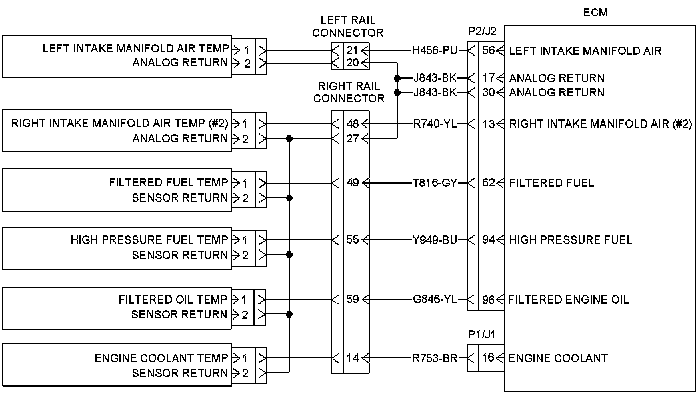 ECM
LEFT RAIL CONNECTOR
P2/J2
LEFT INTAKE MANIFOLD AIR TEMP 1 21 H456-PU 56 LEFT INTAKE MANIFOLD AIR
ANALOG RETURN 2 20
J843-BK 17 ANALOG RETURN
RIGHT RAIL CONNECTOR
J843-BK 30 ANALOG RETURN
RIGHT INTAKE MANIFOLD AIR TEMP (#2) 1 48 R740-YL 13 RIGHT INTAKE MANIFOLD AIR (#2)
ANALOG RETURN 2 27
FILTERED FUEL TEMP 1 49 T816-GY 62 FILTERED FUEL
SENSOR RETURN 2
HIGH PRESSURE FUEL TEMP 1 55 Y949-BU 94 HIGH PRESSURE FUEL
SENSOR RETURN 2
FILTERED OIL TEMP 1 59 G846-YL 96 FILTERED ENGINE OIL
SENSOR RETURN 2
P1/J1
ENGINE COOLANT TEMP 1 14 R753-BR 16 ENGINE COOLANT
SENSOR RETURN 2